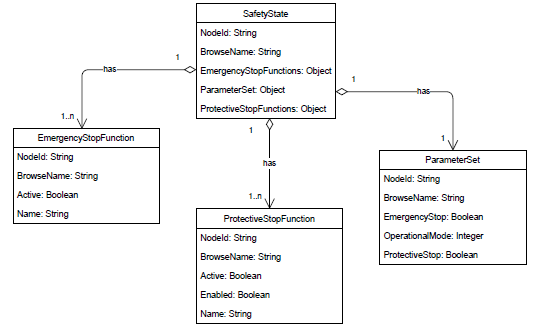 SafetyState
NodeId: String
BrowseName: String
EmergencyStopFunctions: Object
ParameterSet: Object
ProtectiveStopFunctions: Object
1
has
1..n
1
has
1..n
1
has
1
EmergencyStopFunction
NodeId: String
BrowseName: String
Active: Boolean
Name: String
ProtectiveStopFunction
NodeId: String
BrowseName: String
Active: Boolean
Enabled: Boolean
Name: String
ParameterSet
NodeId: String
BrowseName: String
EmergencyStop: Boolean
OperationalMode: Integer
ProtectiveStop: Boolean